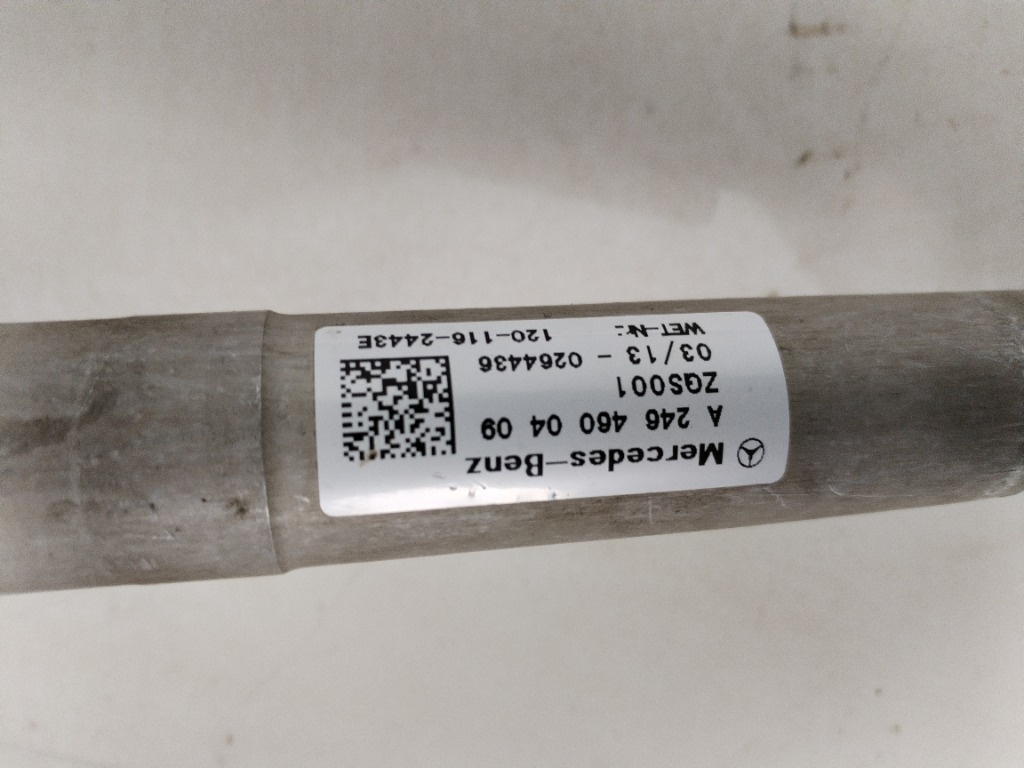 Mercedes-Benz
A 246 460 04 09
ZGS001
03/13 - 0264436
WET-Nr: 120-116-2443E